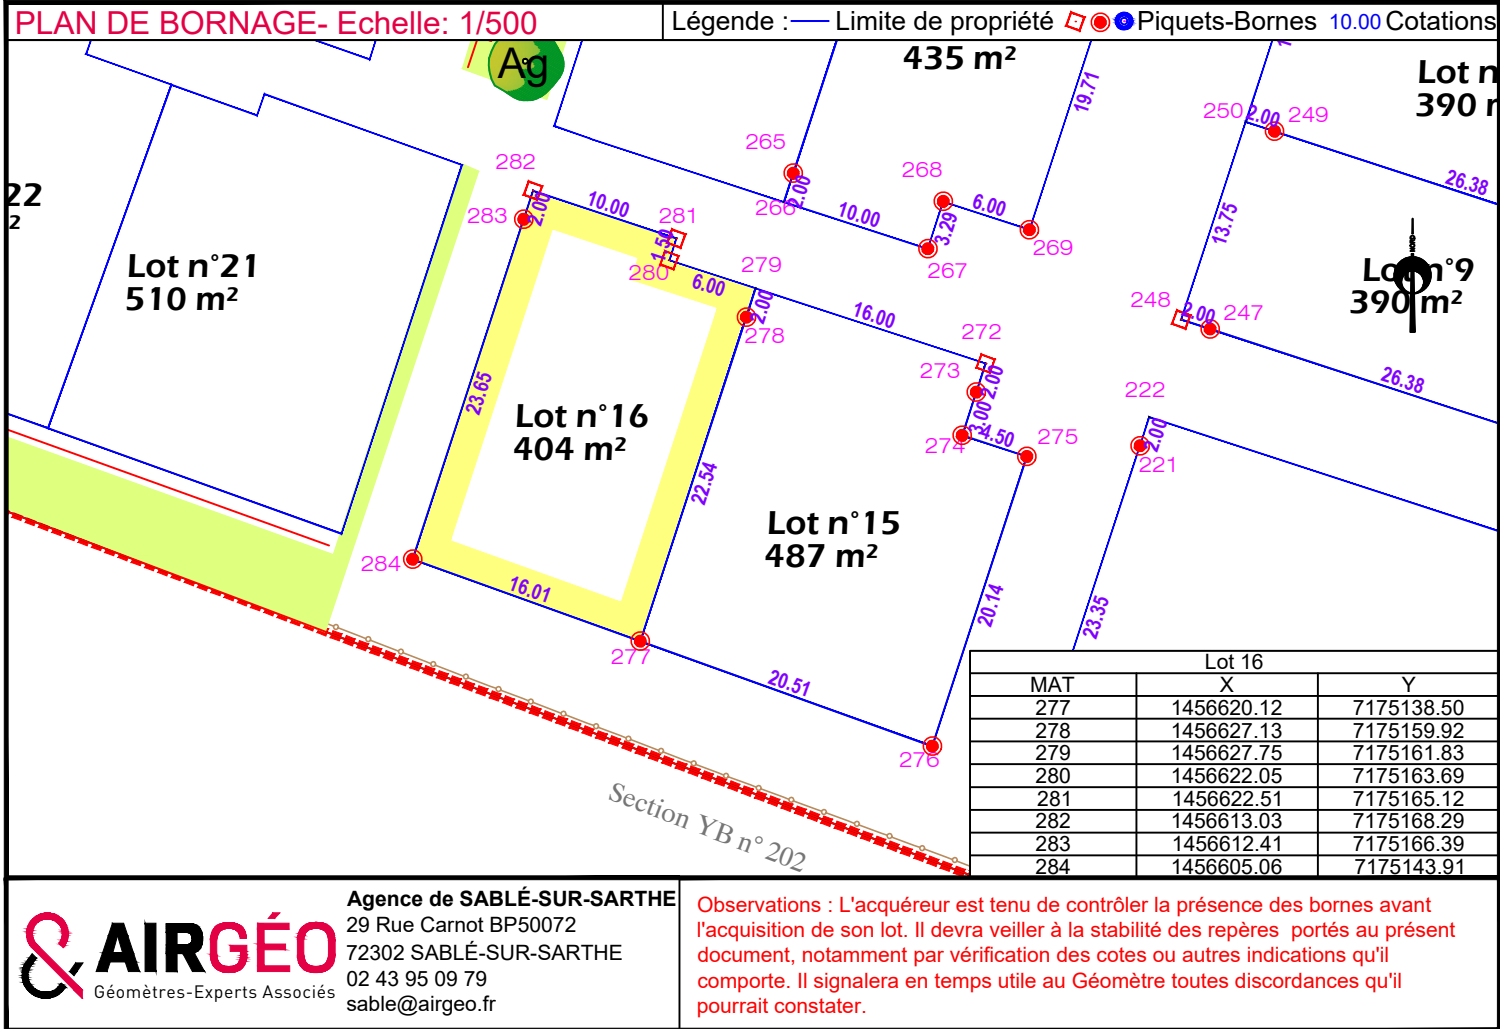 PLAN DE BORNAGE- Echelle: 1/500
Légende : Limite de propriété Piquets-Bornes 10.00 Cotations
Ag
435 m²
19.71
Lot n
390 m
250 2.00 249
26.38
265
2.00
266
10.00
268
6.00
3.29
267
269
282
10.00
283 2.00
281
1.50
280
279
6.00
2.00
278
16.00
272
273
2.00
3.00
274 4.50 275
13.75
248 2.00 247
Lot n°9
390 m²
NORD
26.38
222
2.00
221
23.35
22
²
Lot n°21
510 m²
23.65
Lot n°16
404 m²
22.54
Lot n°15
487 m²
20.14
284
16.01
277
20.51
276
Section YB n° 202
Lot 16
MAT X Y
277 1456620.12 7175138.50
278 1456627.13 7175159.92
279 1456627.75 7175161.83
280 1456622.05 7175163.69
281 1456622.51 7175165.12
282 1456613.03 7175168.29
283 1456612.41 7175166.39
284 1456605.06 7175143.91
AIRGÉO
Géomètres-Experts Associés
Agence de SABLÉ-SUR-SARTHE
29 Rue Carnot BP50072
72302 SABLÉ-SUR-SARTHE
02 43 95 09 79
sable@airgeo.fr
Observations : L'acquéreur est tenu de contrôler la présence des bornes avant
l'acquisition de son lot. Il devra veiller à la stabilité des repères portés au présent
document, notamment par vérification des cotes ou autres indications qu'il
comporte. Il signalera en temps utile au Géomètre toutes discordances qu'il
pourrait constater.